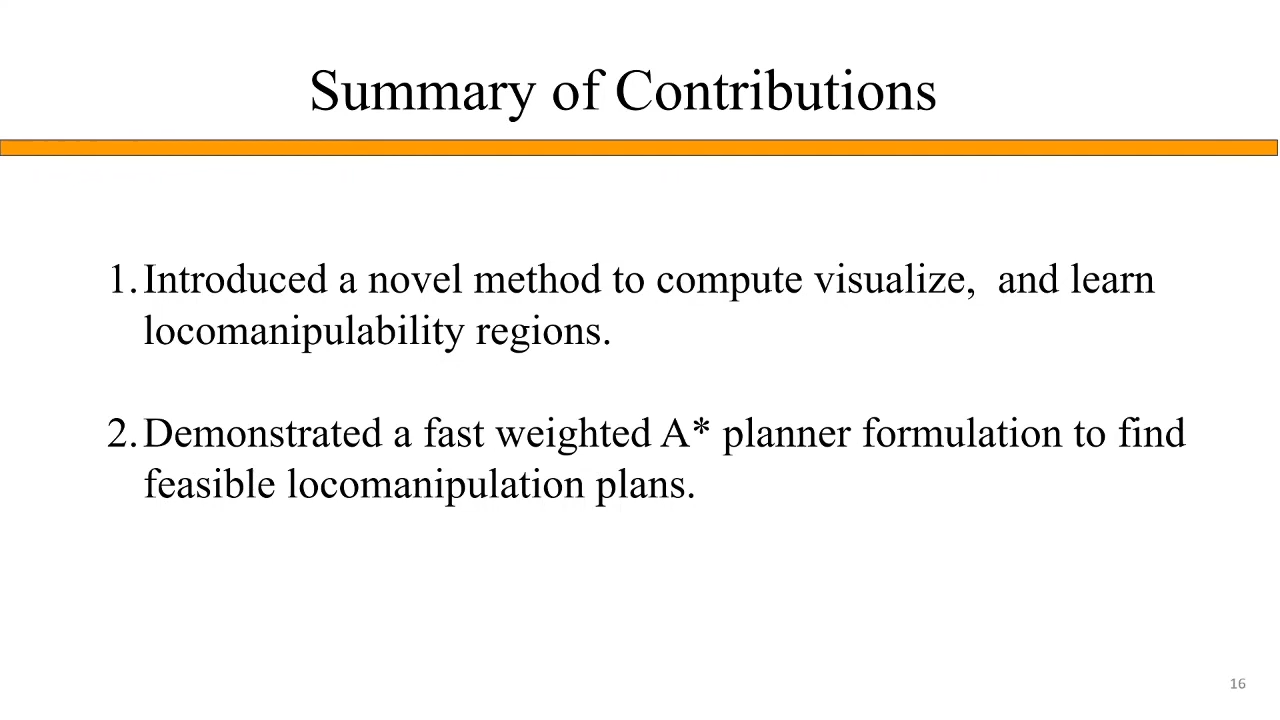 Summary of Contributions
1. Introduced a novel method to compute visualize,  and learn
locomanipulability regions.
2. Demonstrated a fast weighted A* planner formulation to find
feasible locomanipulation plans.
16